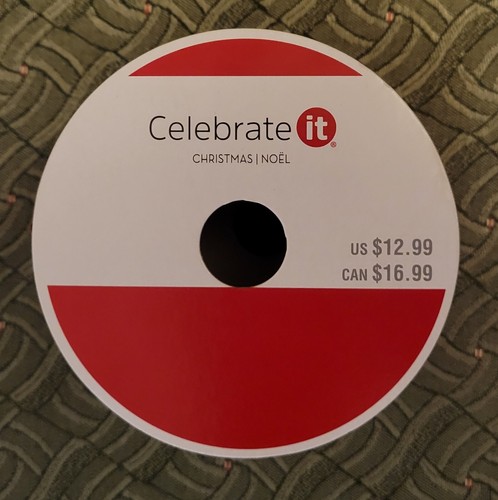 Celebrate it®
CHRISTMAS | NOËL
US $12.99
CAN $16.99